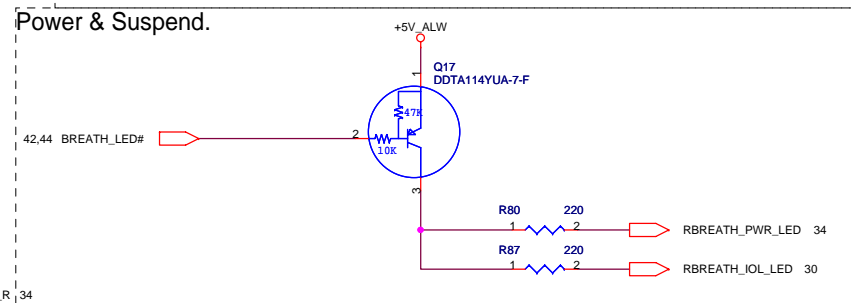 Power & Suspend.
+5V_ALW
1
Q17
DDTA114YUA-7-F
47K
42,44 BREATH_LED#
2
10K
3
R80 220
1 2
RBREATH_PWR_LED 34
R87 220
1 2
RBREATH_IOL_LED 30
_R 34